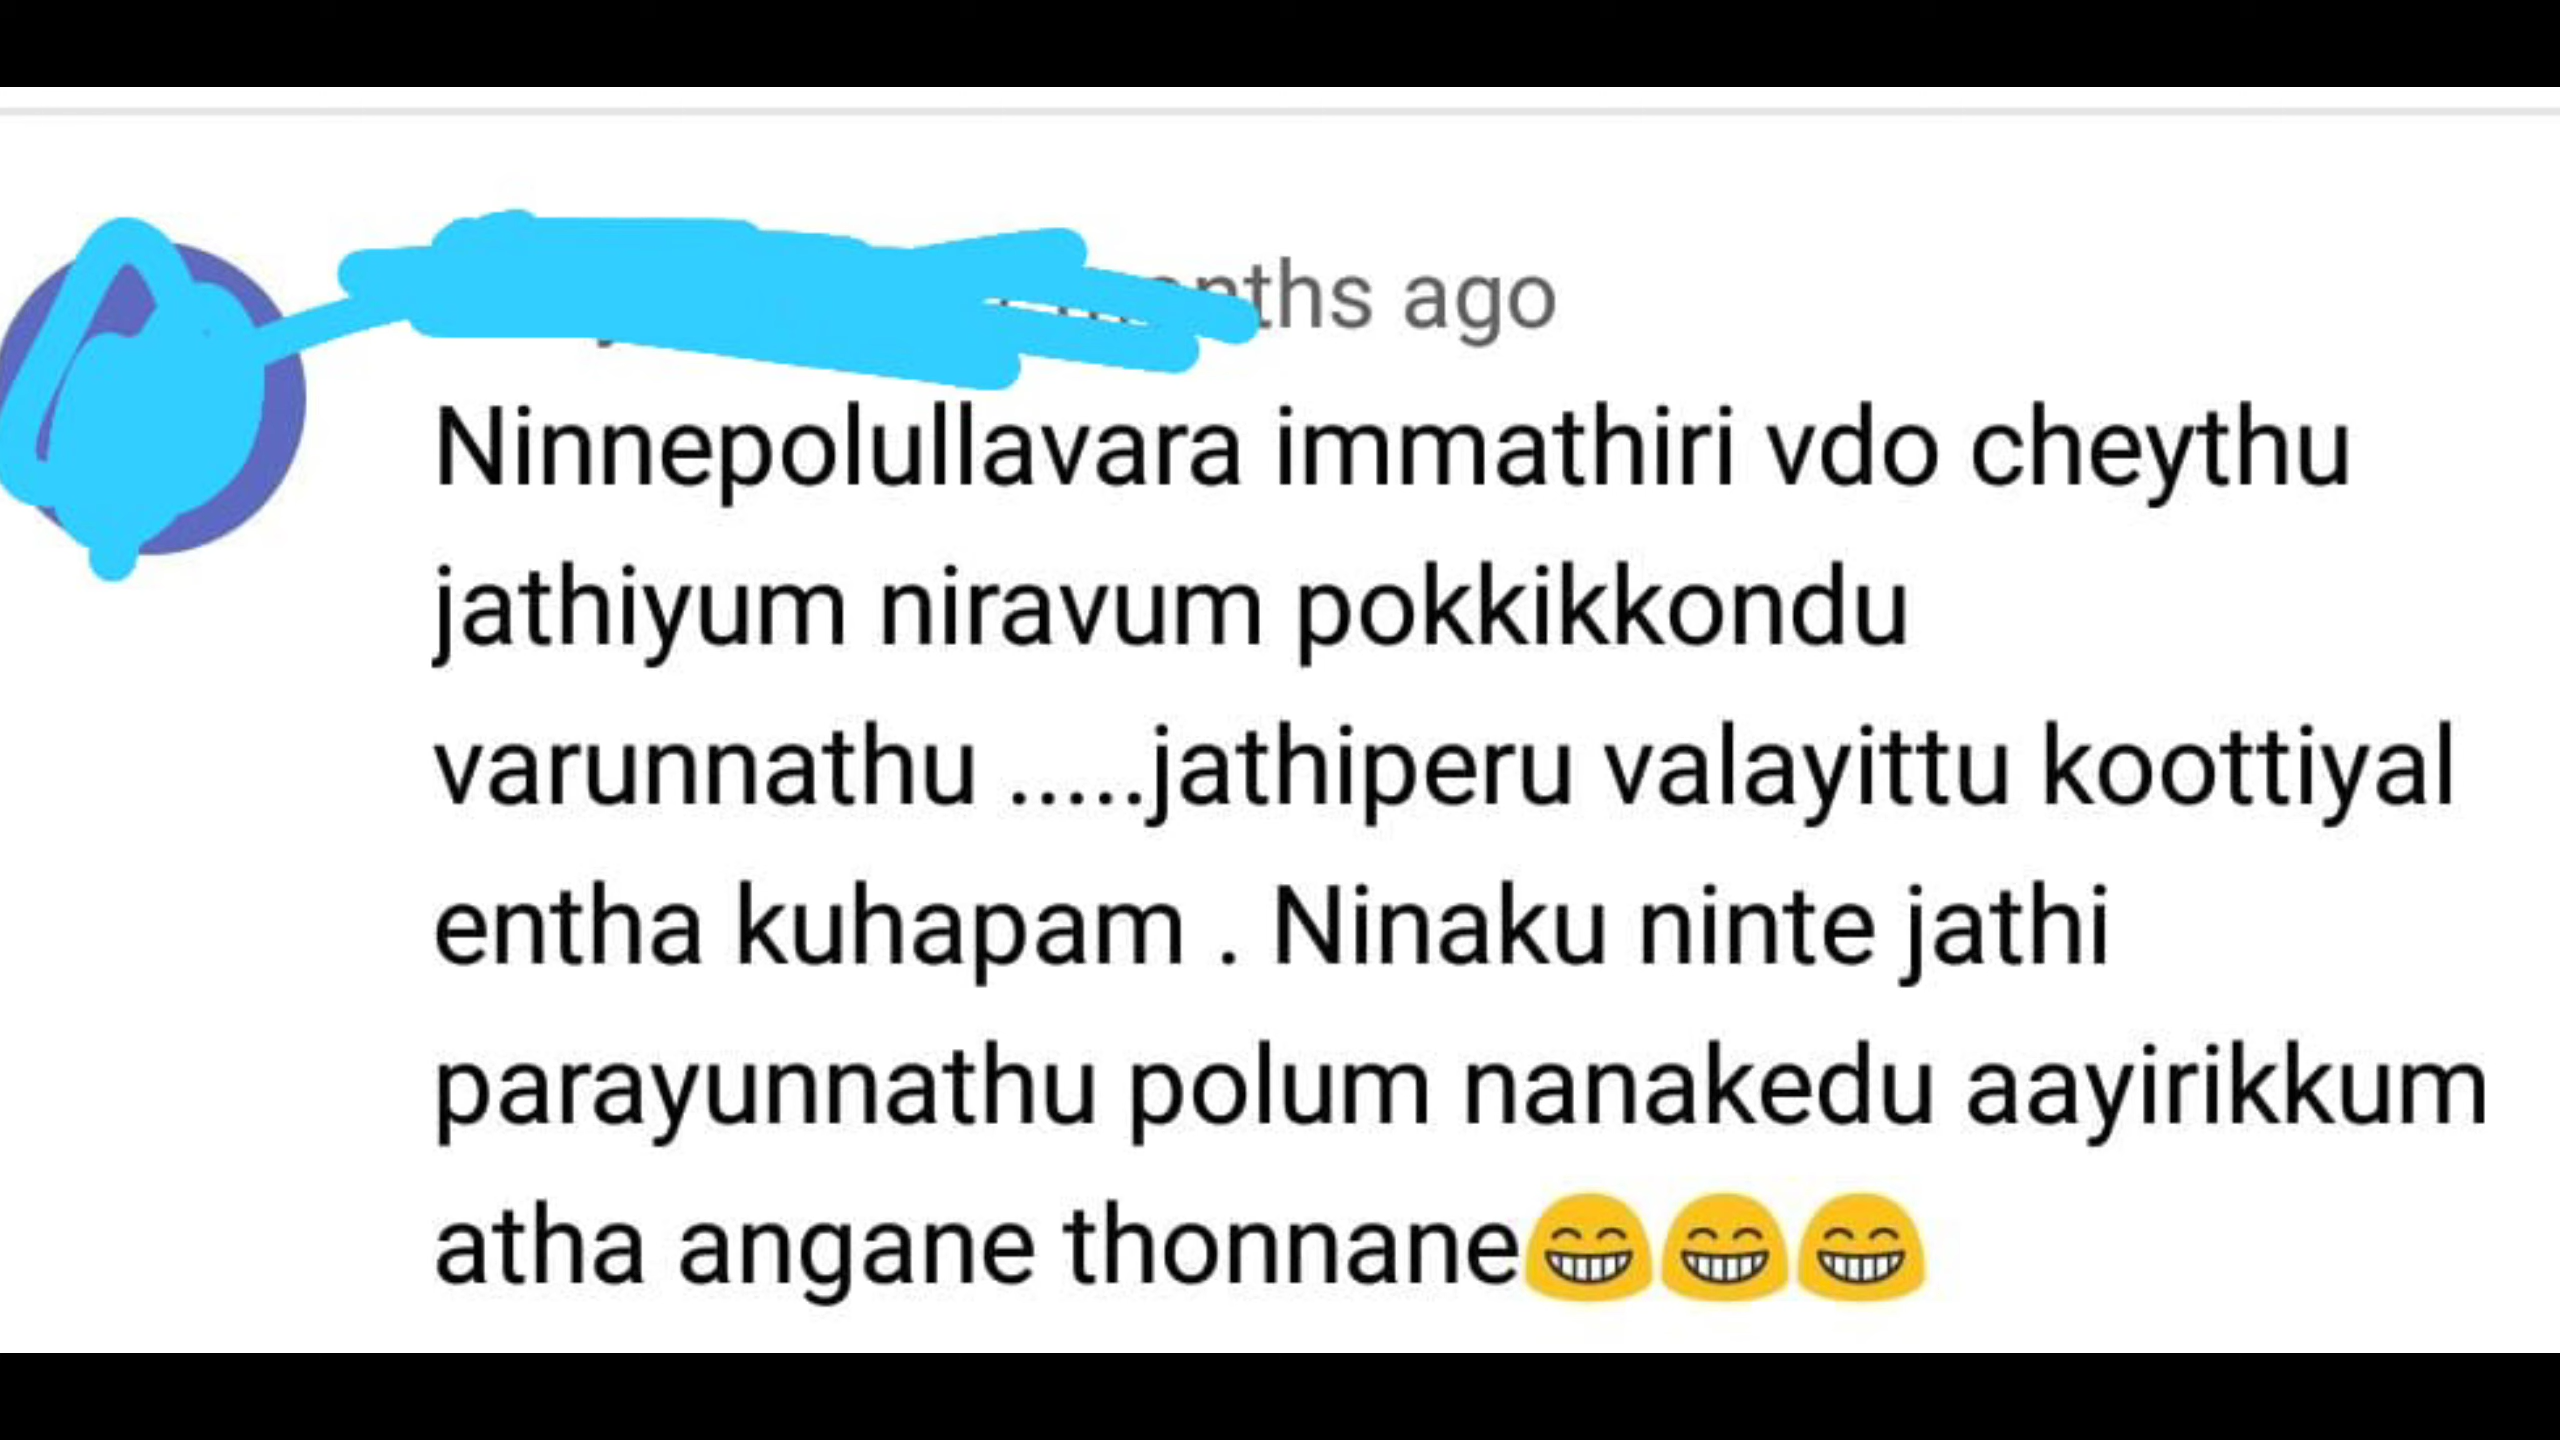 ths ago
Ninnepolullavara immathiri vdo cheythu
jathiyum niravum pokkikkondu
varunnathu .....jathiperu valayittu koottiyal
entha kuhapam . Ninaku ninte jathi
parayunnathu polum nanakedu aayirikkum
atha angane thonnane😁😁😁